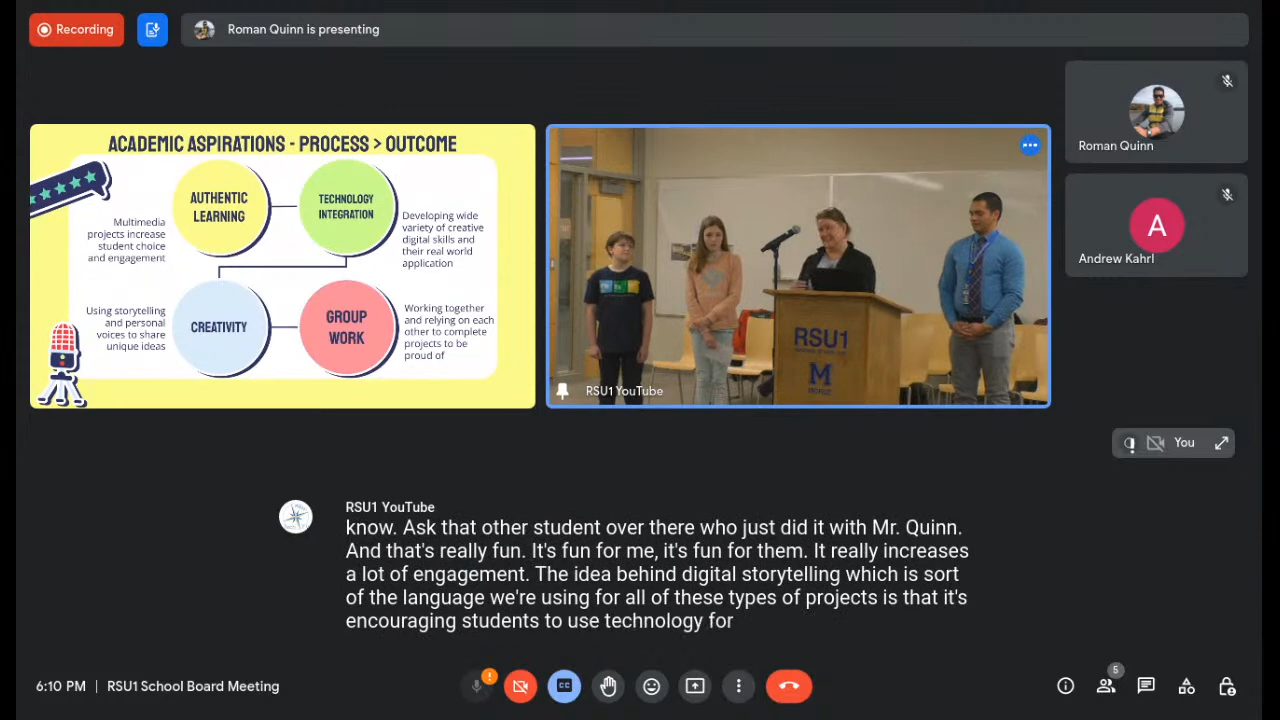 Recording
Roman Quinn is presenting
ACADEMIC ASPIRATIONS - PROCESS > OUTCOME
AUTHENTIC
LEARNING
Multimedia
projects increase
student choice
and engagement
TECHNOLOGY
INTEGRATION
Developing wide
variety of creative
digital skills and
their real world
application
Using storytelling
and personal
voices to share
unique ideas
CREATIVITY
GROUP
WORK
Working together
and relying on each
other to complete
projects to be
proud of
RSU1
M
RSU1 YouTube
Roman Quinn
A
Andrew Kahrl
You
RSU1 YouTube
know. Ask that other student over there who just did it with Mr. Quinn.
And that's really fun. It's fun for me, it's fun for them. It really increases
a lot of engagement. The idea behind digital storytelling which is sort
of the language we're using for all of these types of projects is that it's
encouraging students to use technology for
6:10 PM | RSU1 School Board Meeting
!
CC
5